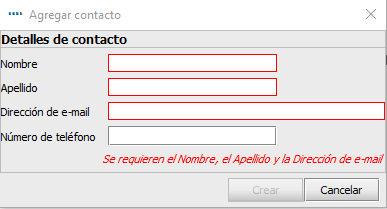 Agregar contacto
Detalles de contacto
Nombre
Apellido
Dirección de e-mail
Número de teléfono
Se requieren el Nombre, el Apellido y la Dirección de e-mail
Crear Cancelar